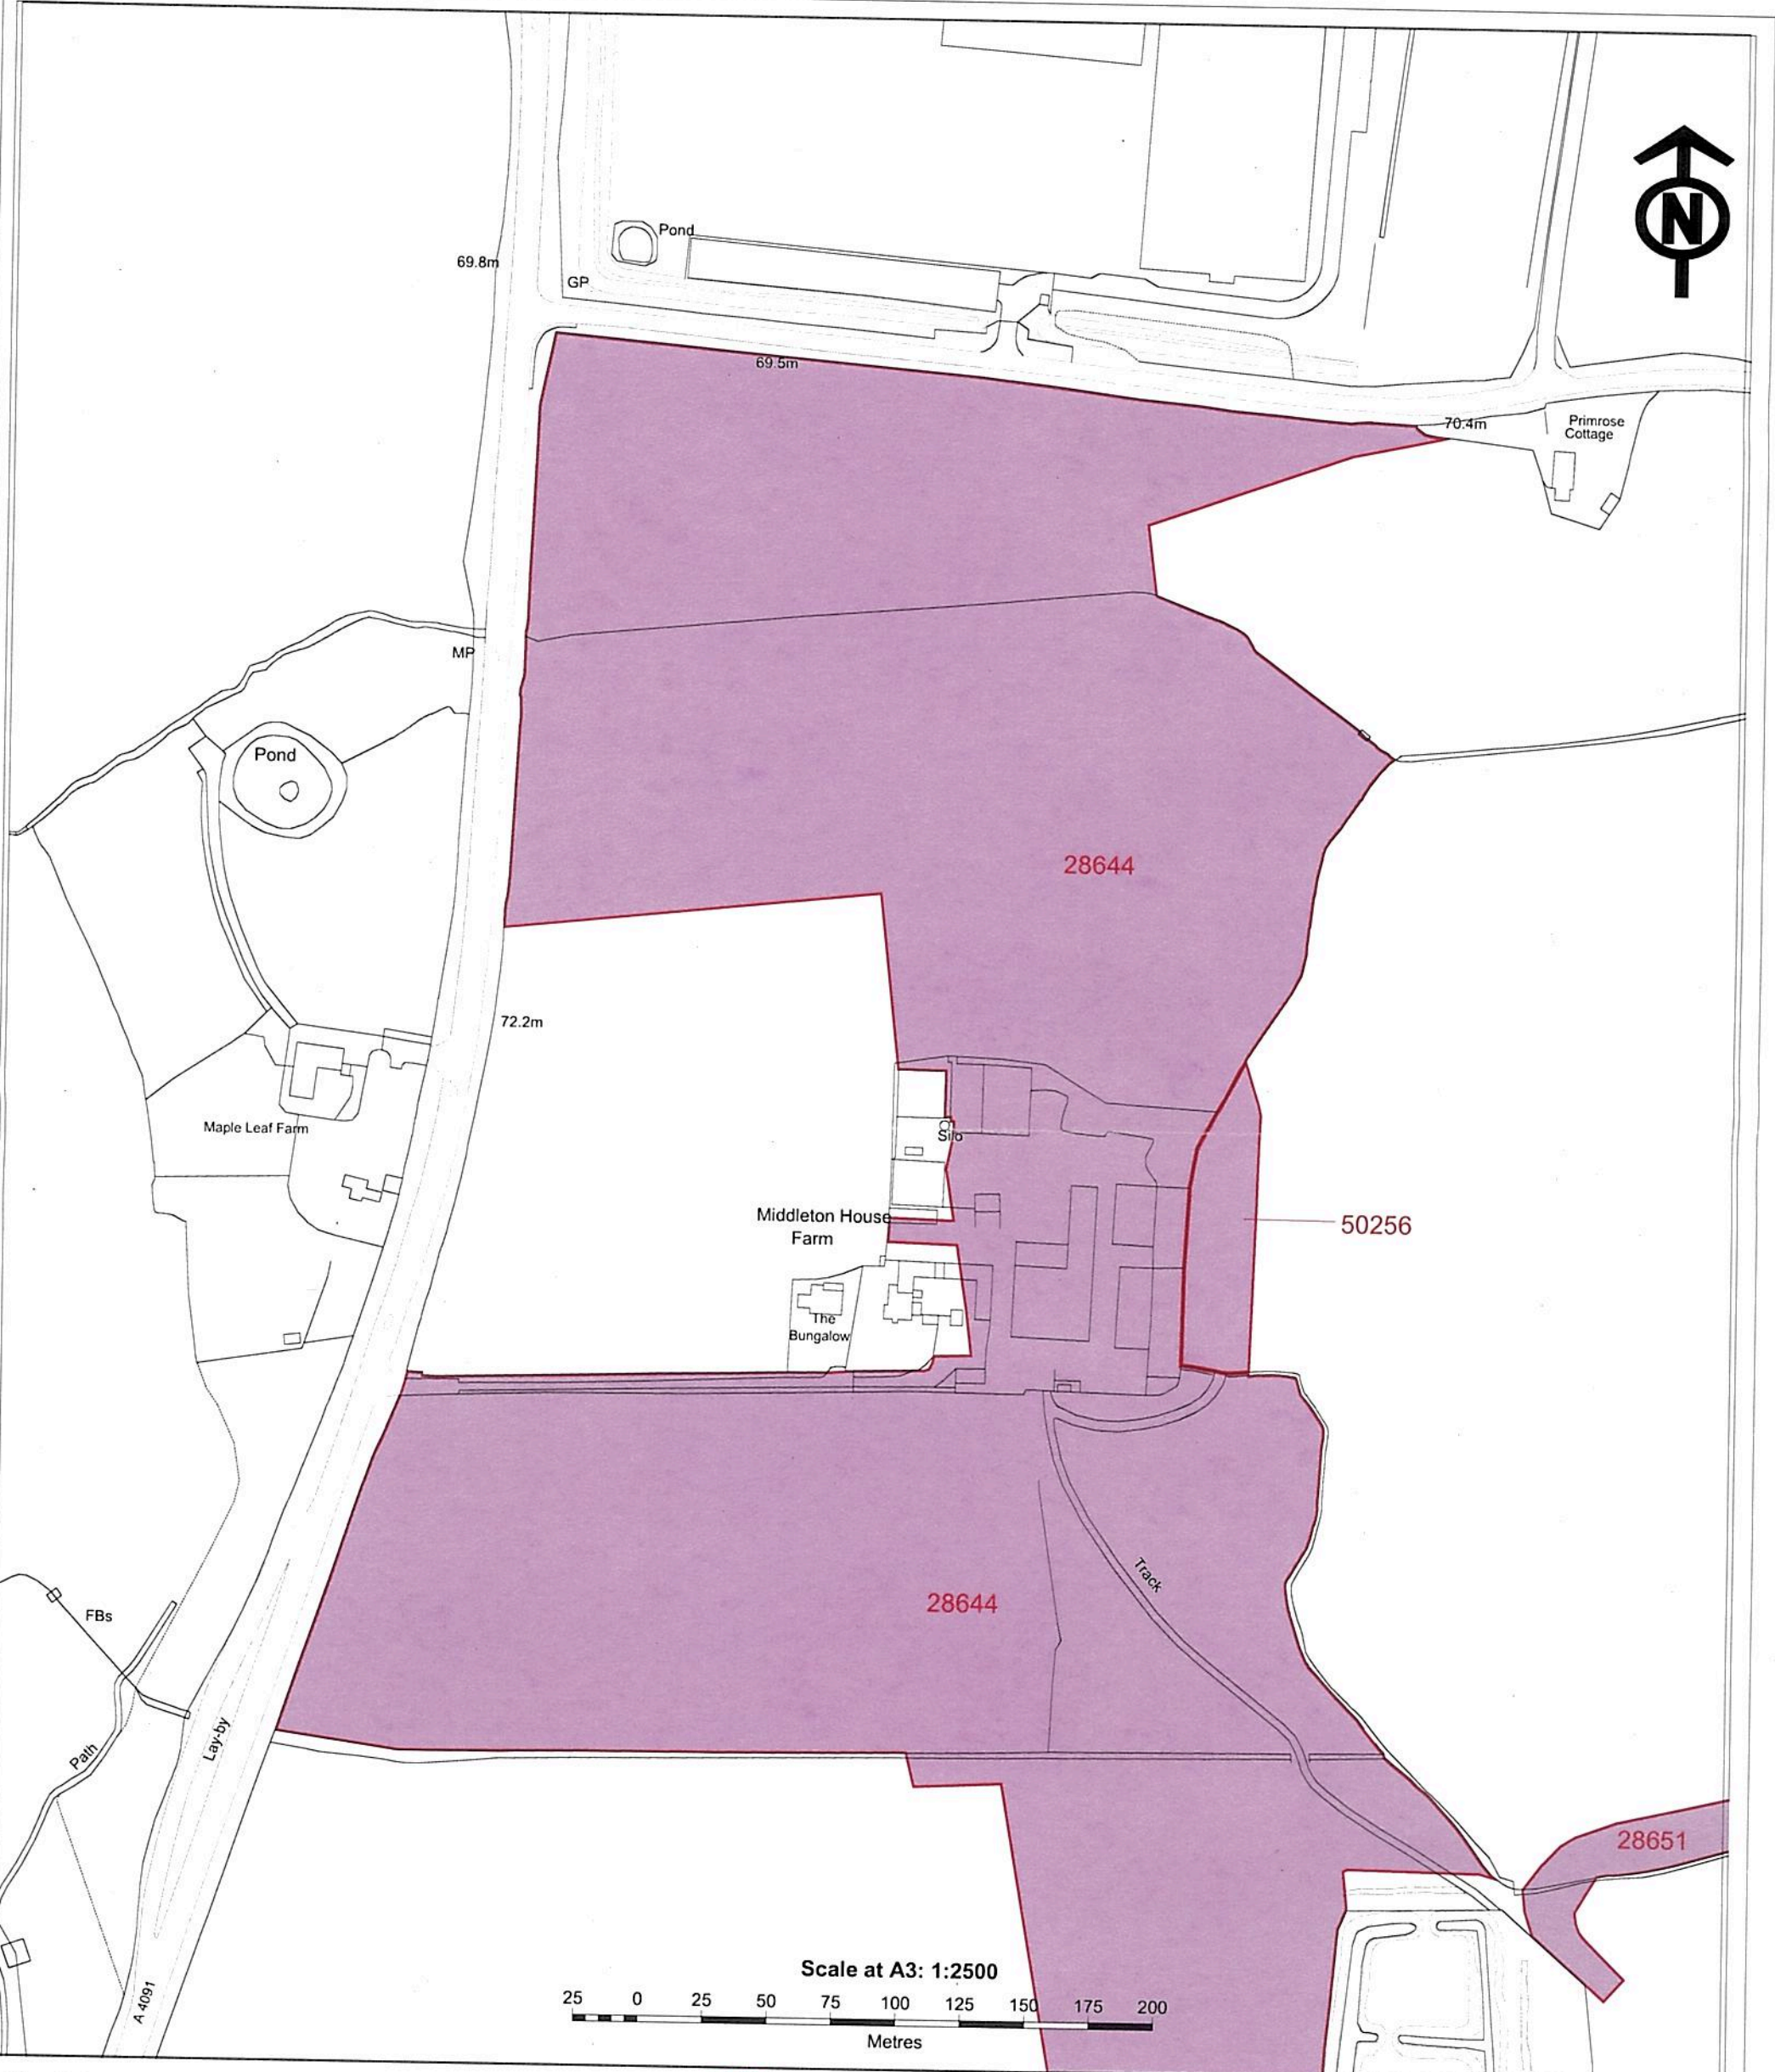 N
Pond
69.8m
GP
69.5m
70.4m
Primrose
Cottage
MP
Pond
28644
72.2m
Maple Leaf Farm
Silo
Middleton House
Farm
50256
The
Bungalow
Track
28644
FBs
Lay-by
Path
28651
A 4091
Scale at A3: 1:2500
25 0 25 50 75 100 125 150 175 200
Metres